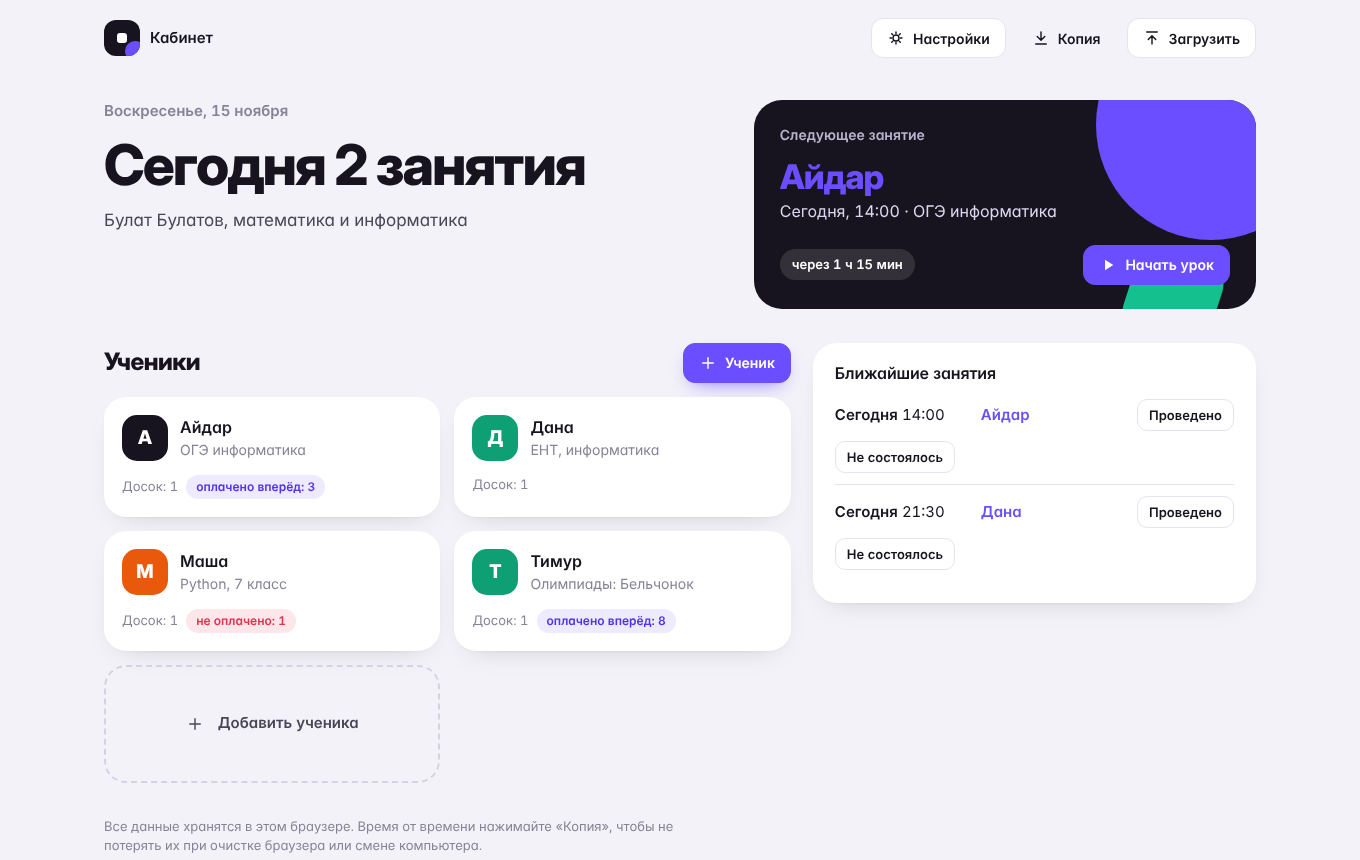 Кабинет
Настройки
Копия
Загрузить
Воскресенье, 15 ноября
Сегодня 2 занятия
Булат Булатов, математика и информатика
Следующее занятие
Айдар
Сегодня, 14:00 · ОГЭ информатика
через 1 ч 15 мин
Начать урок
Ученики
Ученик
А
Айдар
ОГЭ информатика
Досок: 1 оплачено вперёд: 3
Д
Дана
ЕНТ, информатика
Досок: 1
М
Маша
Python, 7 класс
Досок: 1 не оплачено: 1
Т
Тимур
Олимпиады: Бельчонок
Досок: 1 оплачено вперёд: 8
Добавить ученика
Ближайшие занятия
Сегодня 14:00 Айдар Проведено
Не состоялось
Сегодня 21:30 Дана Проведено
Не состоялось
Все данные хранятся в этом браузере. Время от времени нажимайте «Копия», чтобы не
потерять их при очистке браузера или смене компьютера.